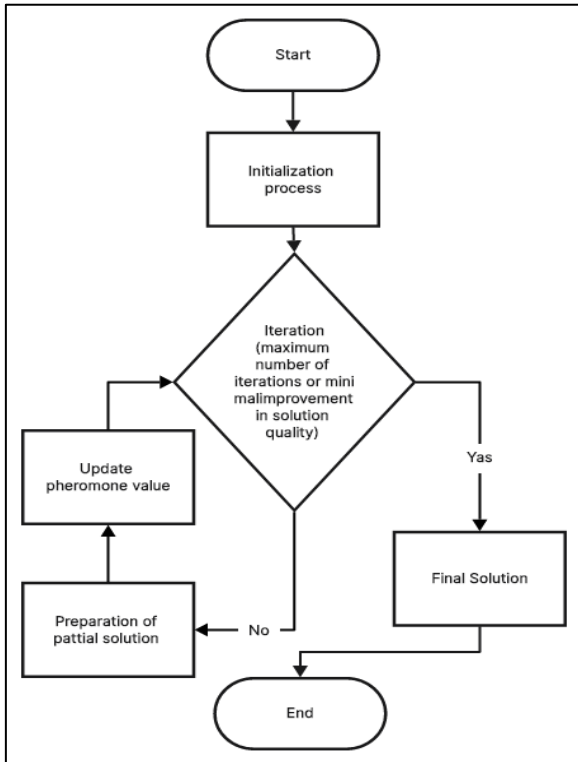 Start
Initialization
process
Iteration
(maximum
number of
iterations or mini
malimprovement
in solution
quality)
Yas
Update
pheromone value
Final Solution
Preparation of
pattial solution
No
End